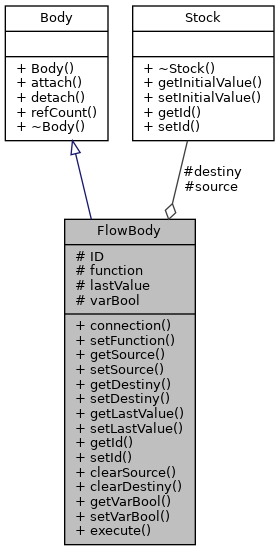 Body
+ Body()
+ attach()
+ detach()
+ refCount()
+ ~Body()
Stock
+ ~Stock()
+ getInitialValue()
+ setInitialValue()
+ getId()
+ setId()
#destiny
#source
FlowBody
# ID
# function
# lastValue
# varBool
+ connection()
+ setFunction()
+ getSource()
+ setSource()
+ getDestiny()
+ setDestiny()
+ getLastValue()
+ setLastValue()
+ getId()
+ setId()
+ clearSource()
+ clearDestiny()
+ getVarBool()
+ setVarBool()
+ execute()